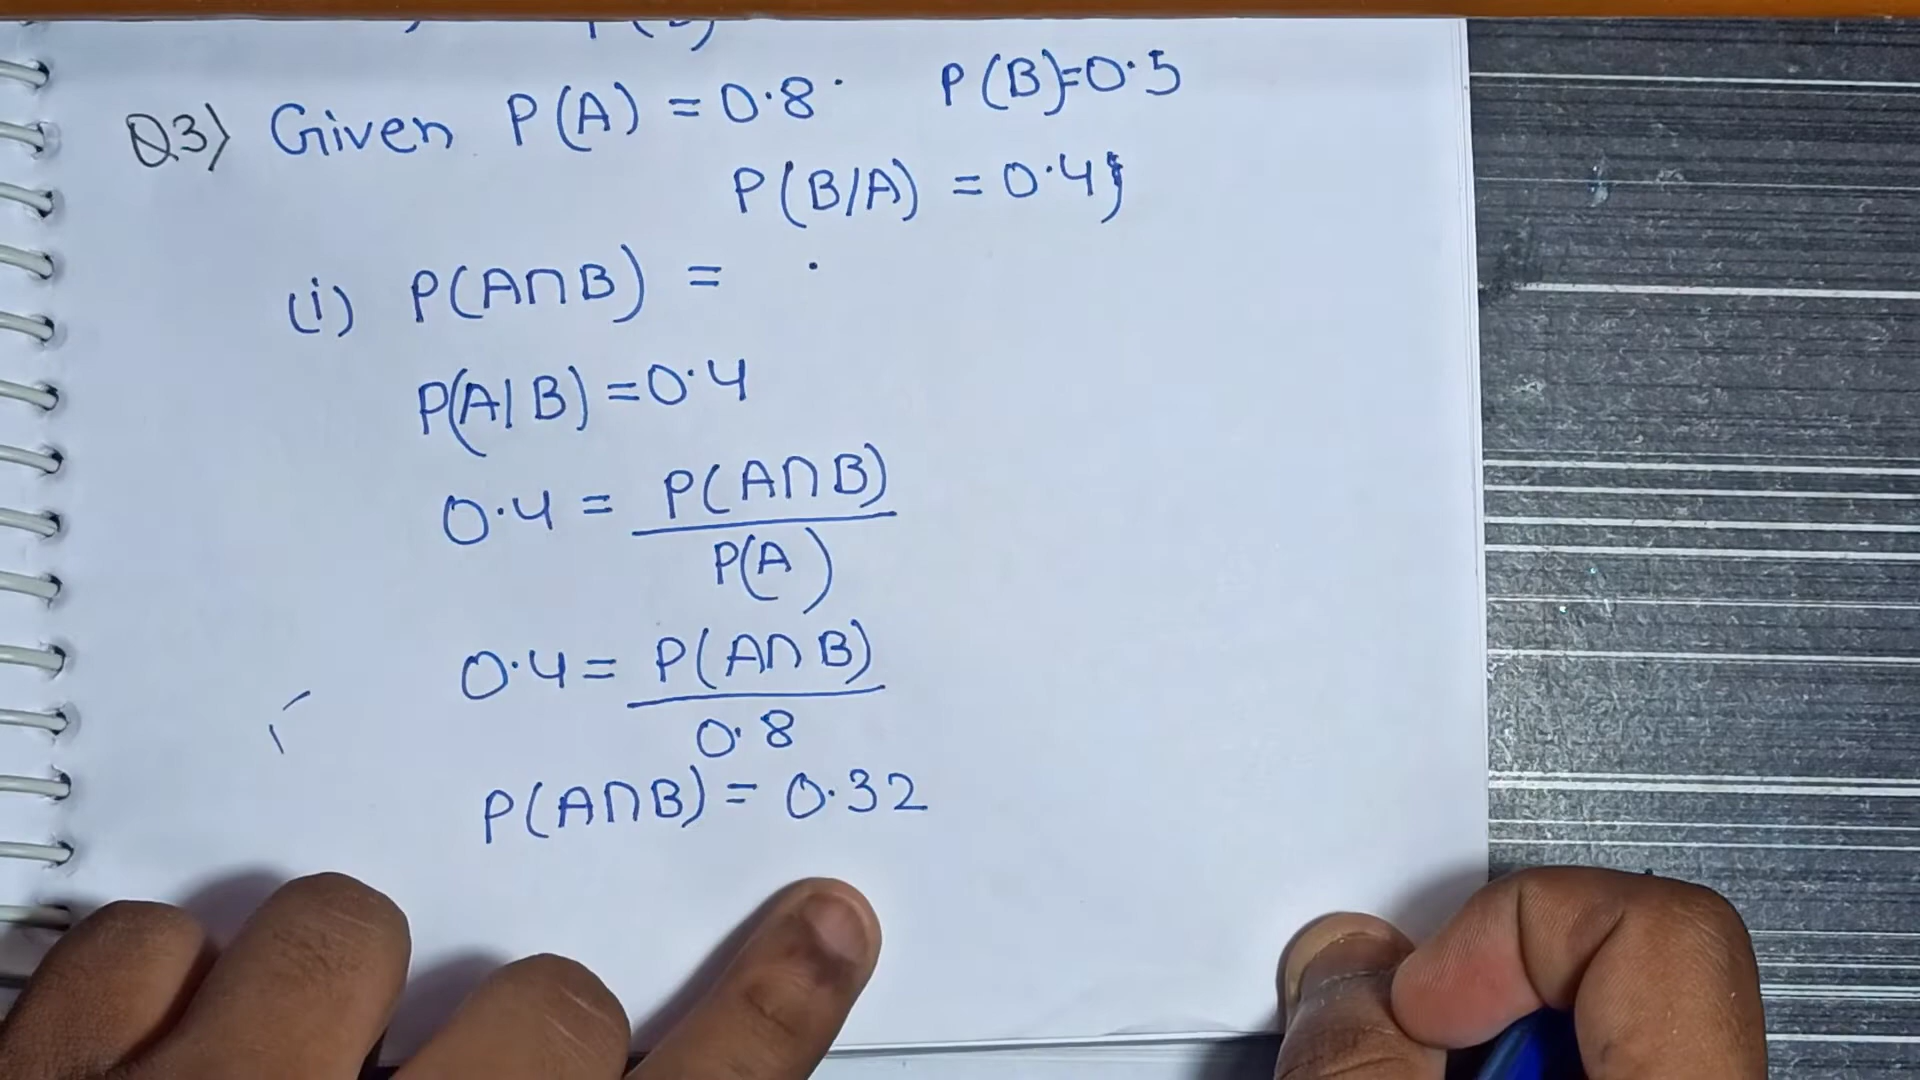 Q3) Given P(A) = 0.8 P(B)=0.5
P(B/A) = 0.4
(i) P(A∩B) =
P(A|B) = 0.4
0.4 = P(A∩B)
P(A)
0.4 = P(A∩B)
0.8
P(A∩B) = 0.32